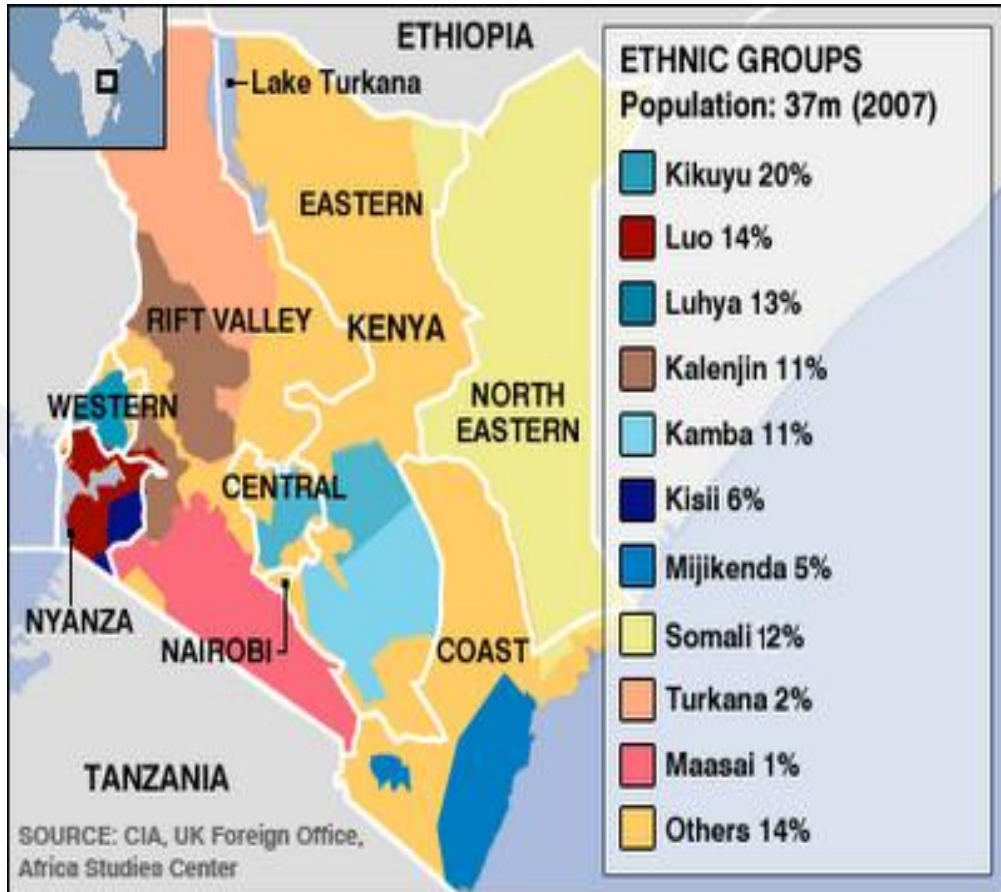 ETHIOPIA
Lake Turkana
EASTERN
RIFT VALLEY
KENYA
WESTERN
NORTH
EASTERN
CENTRAL
NYANZA
NAIROBI
COAST
TANZANIA
SOURCE: CIA, UK Foreign Office,
Africa Studies Center
ETHNIC GROUPS
Population: 37m (2007)
Kikuyu 20%
Luo 14%
Luhya 13%
Kalenjin 11%
Kamba 11%
Kisii 6%
Mijikenda 5%
Somali 12%
Turkana 2%
Maasai 1%
Others 14%